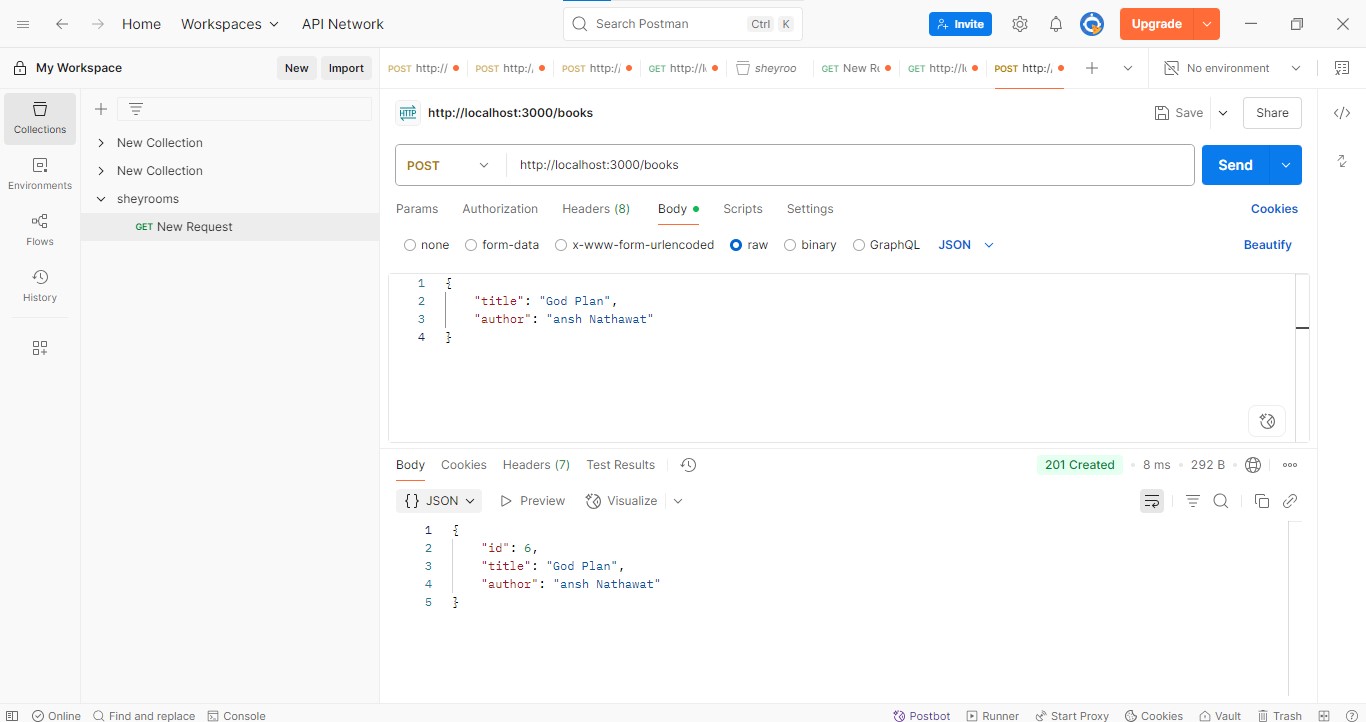 Home Workspaces API Network Search Postman Ctrl K Invite Upgrade
My Workspace New Import POST http:// POST http:/ POST http:/ GET http://l sheyroo GET New Re GET http://l POST http:/ No environment
Collections
Environments
Flows
History
New Collection
New Collection
sheyrooms
GET New Request
HTTP http://localhost:3000/books Save Share
POST http://localhost:3000/books Send
Params Authorization Headers (8) Body Scripts Settings Cookies
none form-data x-www-form-urlencoded raw binary GraphQL JSON Beautify
1 {
2 "title": "God Plan",
3 "author": "ansh Nathawat"
4 }
Body Cookies Headers (7) Test Results 201 Created • 8 ms • 292 B
{} JSON Preview Visualize
1 {
2 "id": 6,
3 "title": "God Plan",
4 "author": "ansh Nathawat"
5 }
Online Find and replace Console Postbot Runner Start Proxy Cookies Vault Trash